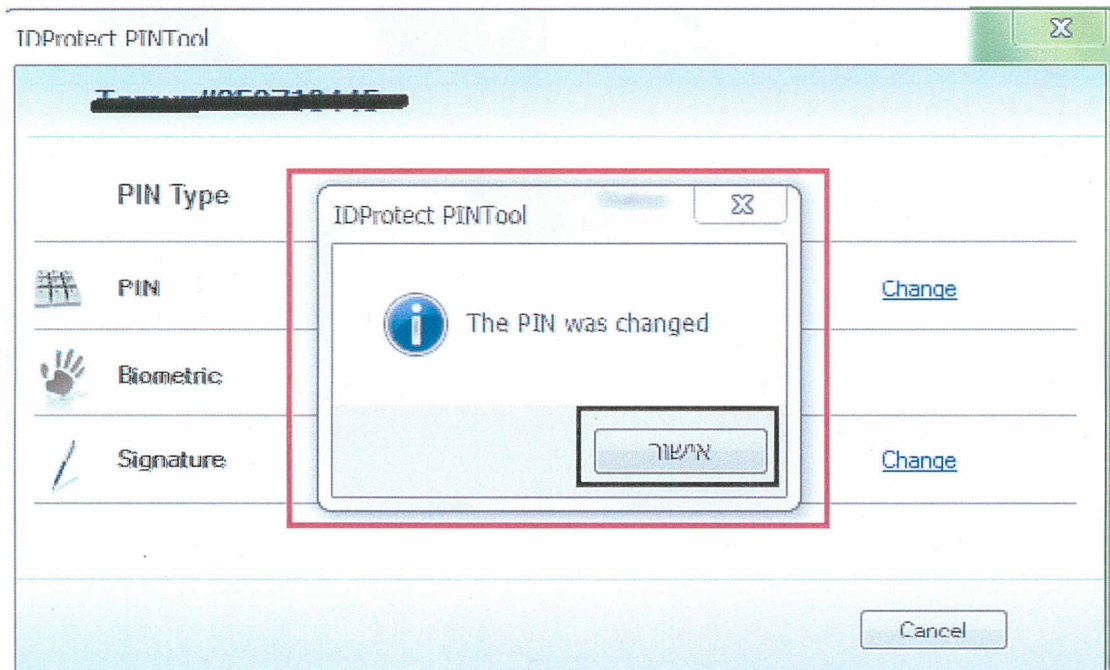 IDProtect PINTool
PIN Type
IDProtect PINTool
PIN
Change
The PIN was changed
Biometric
אישור
Signature
Change
Cancel